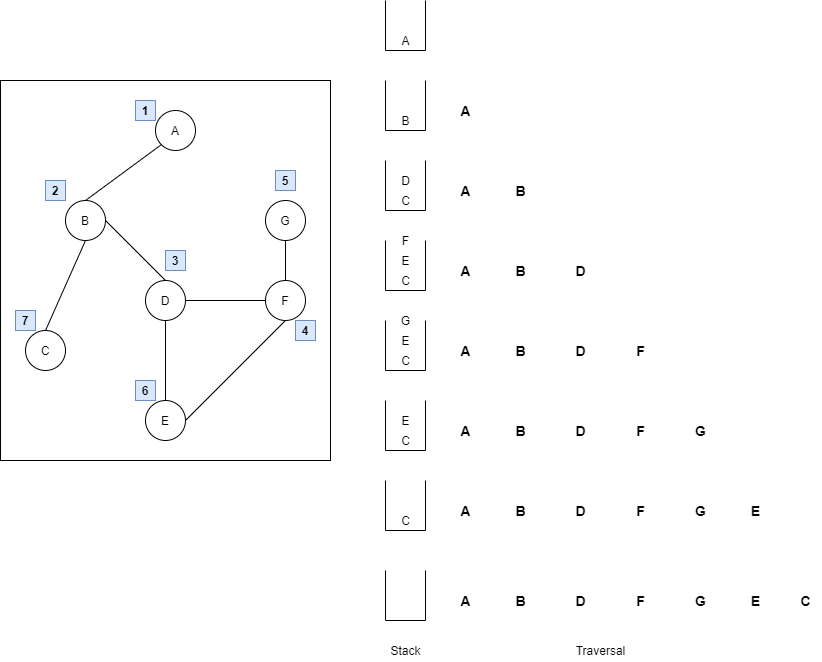 A
1
A
B
A
2
5
D
C
A B
B
G
3
F
E
C
A B D
D
F
7
4
G
E
C
A B D F
C
6
E
E
C
A B D F G
C
A B D F G E
A B D F G E C
Stack
Traversal